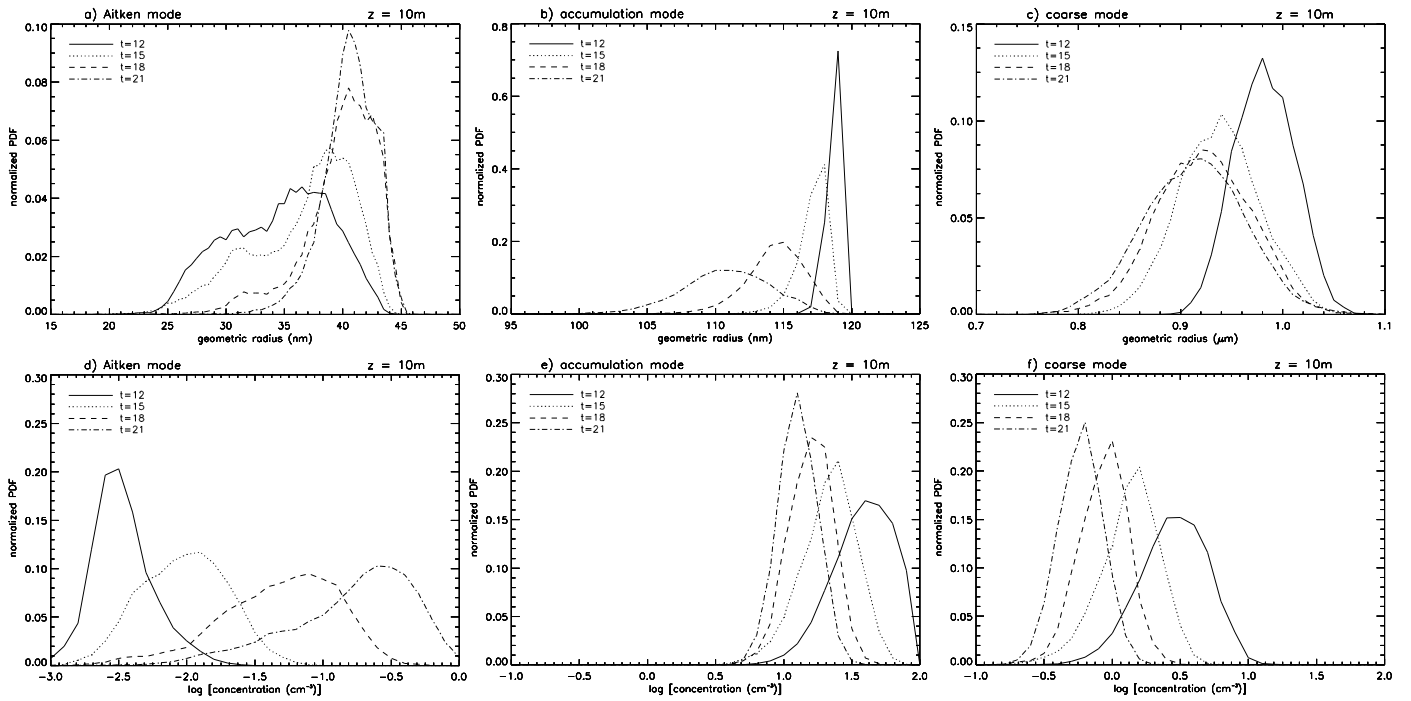 a) Aitken mode z = 10m
t=12
t=15
t=18
t=21
normalized PDF
0.10
0.08
0.06
0.04
0.02
0.00
15 20 25 30 35 40 45 50
geometric radius (nm)
b) accumulation mode z = 10m
t=12
t=15
t=18
t=21
normalized PDF
0.8
0.6
0.4
0.2
0.0
95 100 105 110 115 120 125
geometric radius (nm)
c) coarse mode z = 10m
t=12
t=15
t=18
t=21
normalized PDF
0.15
0.10
0.05
0.00
0.7 0.8 0.9 1.0 1.1
geometric radius (μm)
d) Aitken mode z = 10m
t=12
t=15
t=18
t=21
normalized PDF
0.30
0.25
0.20
0.15
0.10
0.05
0.00
−3.0 −2.5 −2.0 −1.5 −1.0 −0.5 0.0
log [concentration (cm⁻³)]
e) accumulation mode z = 10m
t=12
t=15
t=18
t=21
normalized PDF
0.30
0.25
0.20
0.15
0.10
0.05
0.00
−1.0 −0.5 0.0 0.5 1.0 1.5 2.0
log [concentration (cm⁻³)]
f) coarse mode z = 10m
t=12
t=15
t=18
t=21
normalized PDF
0.30
0.25
0.20
0.15
0.10
0.05
0.00
−1.0 −0.5 0.0 0.5 1.0 1.5 2.0
log [concentration (cm⁻³)]